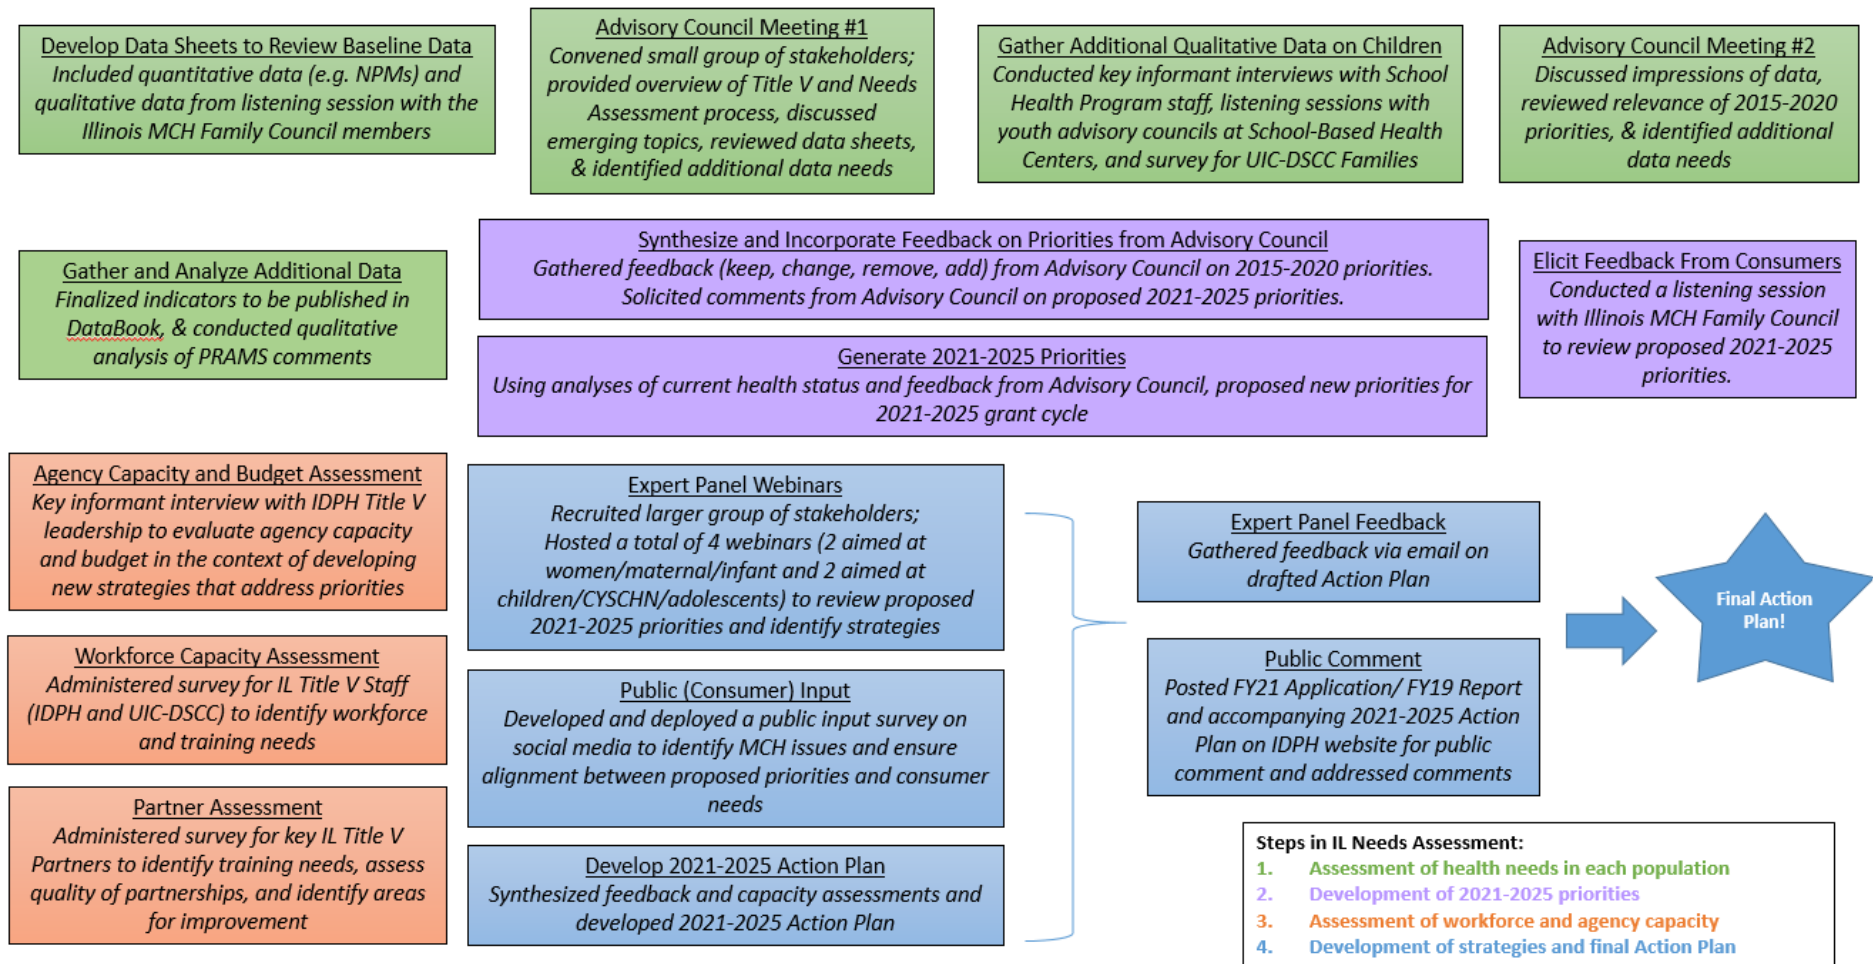 Develop Data Sheets to Review Baseline Data
Included quantitative data (e.g. NPMs) and
qualitative data from listening session with the
Illinois MCH Family Council members
Advisory Council Meeting #1
Convened small group of stakeholders;
provided overview of Title V and Needs
Assessment process, discussed
emerging topics, reviewed data sheets,
& identified additional data needs
Gather Additional Qualitative Data on Children
Conducted key informant interviews with School
Health Program staff, listening sessions with
youth advisory councils at School-Based Health
Centers, and survey for UIC-DSCC Families
Advisory Council Meeting #2
Discussed impressions of data,
reviewed relevance of 2015-2020
priorities, & identified additional
data needs
Gather and Analyze Additional Data
Finalized indicators to be published in
DataBook, & conducted qualitative
analysis of PRAMS comments
Synthesize and Incorporate Feedback on Priorities from Advisory Council
Gathered feedback (keep, change, remove, add) from Advisory Council on 2015-2020 priorities.
Solicited comments from Advisory Council on proposed 2021-2025 priorities.
Generate 2021-2025 Priorities
Using analyses of current health status and feedback from Advisory Council, proposed new priorities for
2021-2025 grant cycle
Elicit Feedback From Consumers
Conducted a listening session
with Illinois MCH Family Council
to review proposed 2021-2025
priorities.
Agency Capacity and Budget Assessment
Key informant interview with IDPH Title V
leadership to evaluate agency capacity
and budget in the context of developing
new strategies that address priorities
Workforce Capacity Assessment
Administered survey for IL Title V Staff
(IDPH and UIC-DSCC) to identify workforce
and training needs
Partner Assessment
Administered survey for key IL Title V
Partners to identify training needs, assess
quality of partnerships, and identify areas
for improvement
Expert Panel Webinars
Recruited larger group of stakeholders;
Hosted a total of 4 webinars (2 aimed at
women/maternal/infant and 2 aimed at
children/CYSCHN/adolescents) to review proposed
2021-2025 priorities and identify strategies
Public (Consumer) Input
Developed and deployed a public input survey on
social media to identify MCH issues and ensure
alignment between proposed priorities and consumer
needs
Develop 2021-2025 Action Plan
Synthesized feedback and capacity assessments and
developed 2021-2025 Action Plan
Expert Panel Feedback
Gathered feedback via email on
drafted Action Plan
Public Comment
Posted FY21 Application/ FY19 Report
and accompanying 2021-2025 Action
Plan on IDPH website for public
comment and addressed comments
Final Action
Plan!
Steps in IL Needs Assessment:
1. Assessment of health needs in each population
2. Development of 2021-2025 priorities
3. Assessment of workforce and agency capacity
4. Development of strategies and final Action Plan